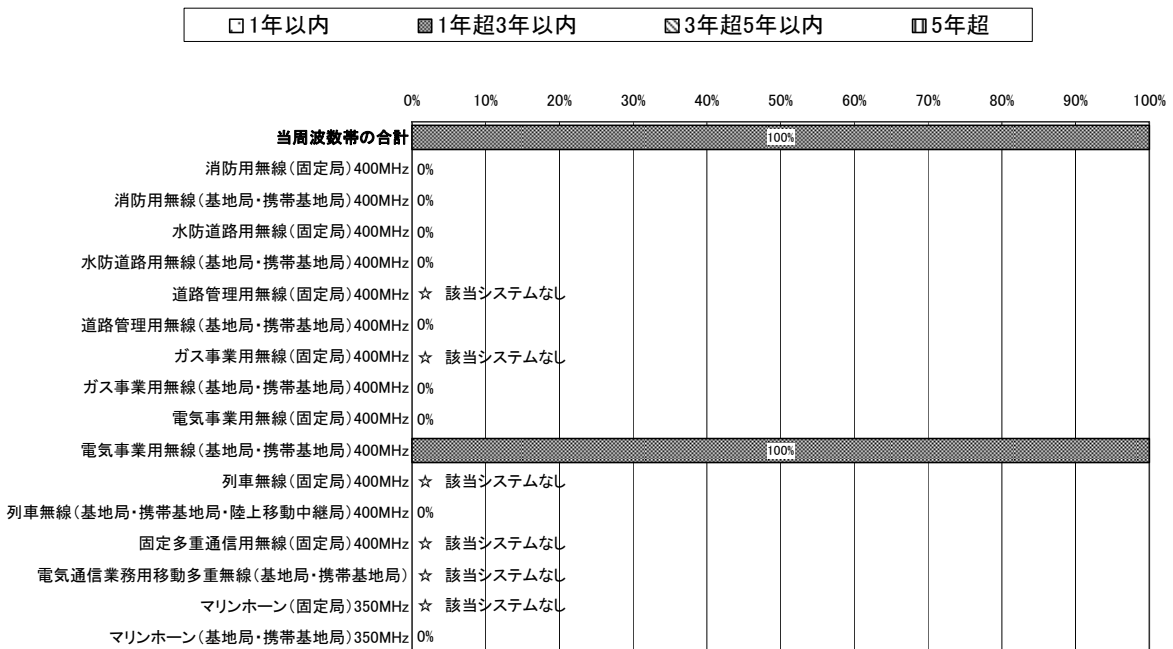 1年以内 1年超3年以内 3年超5年以内 5年超
0% 10% 20% 30% 40% 50% 60% 70% 80% 90% 100%
当周波数帯の合計 100%
消防用無線(固定局)400MHz 0%
消防用無線(基地局・携帯基地局)400MHz 0%
水防道路用無線(固定局)400MHz 0%
水防道路用無線(基地局・携帯基地局)400MHz 0%
道路管理用無線(固定局)400MHz ☆ 該当システムなし
道路管理用無線(基地局・携帯基地局)400MHz 0%
ガス事業用無線(固定局)400MHz ☆ 該当システムなし
ガス事業用無線(基地局・携帯基地局)400MHz 0%
電気事業用無線(固定局)400MHz 0%
電気事業用無線(基地局・携帯基地局)400MHz 100%
列車無線(固定局)400MHz ☆ 該当システムなし
列車無線(基地局・携帯基地局・陸上移動中継局)400MHz 0%
固定多重通信用無線(固定局)400MHz ☆ 該当システムなし
電気通信業務用移動多重無線(基地局・携帯基地局) ☆ 該当システムなし
マリンホーン(固定局)350MHz ☆ 該当システムなし
マリンホーン(基地局・携帯基地局)350MHz 0%